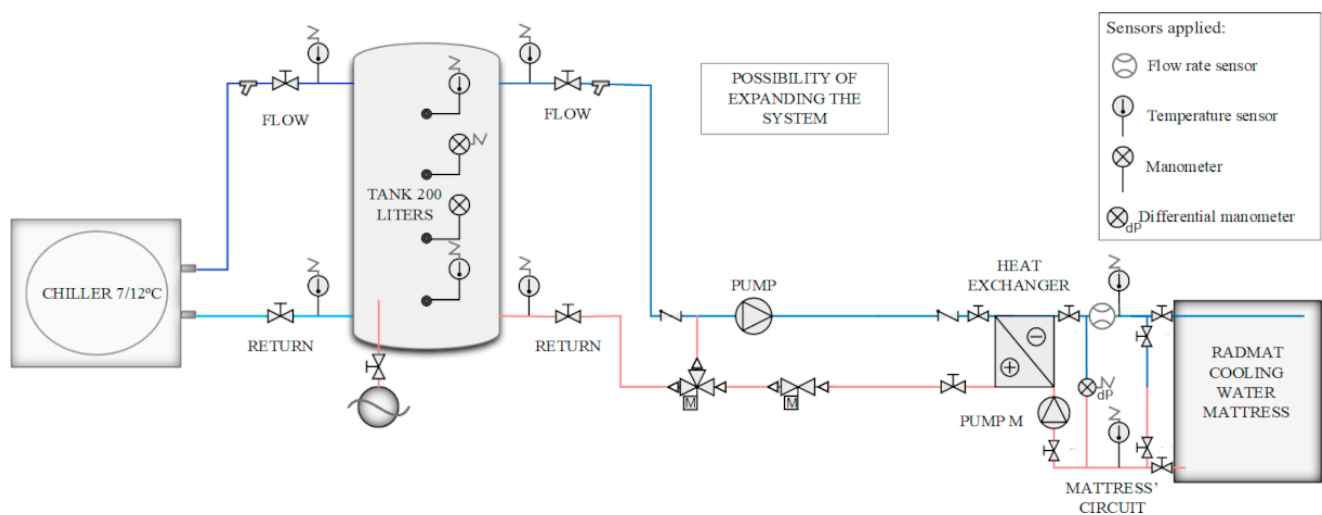 Sensors applied:
Flow rate sensor
Temperature sensor
Manometer
dP Differential manometer
POSSIBILITY OF
EXPANDING THE
SYSTEM
FLOW
FLOW
TANK 200
LITERS
CHILLER 7/12°C
RETURN
RETURN
PUMP
HEAT
EXCHANGER
M
M
dP
PUMP M
RADMAT
COOLING
WATER
MATTRESS
MATTRESS'
CIRCUIT